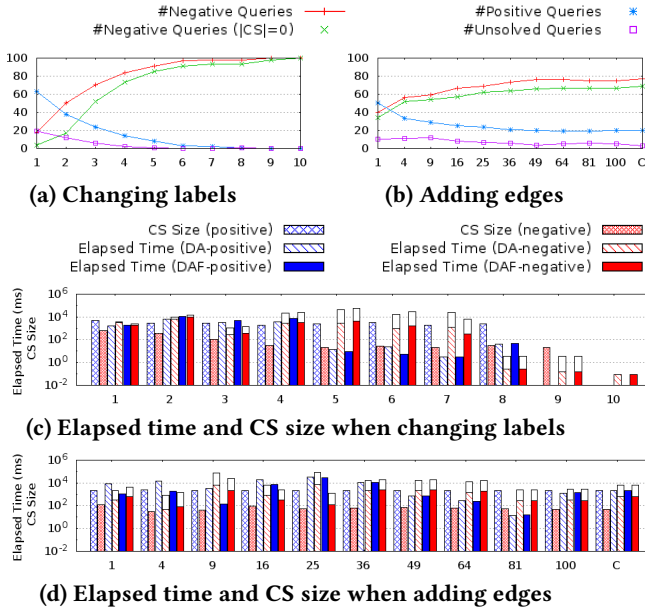 #Negative Queries
#Negative Queries (|CS|=0)
#Positive Queries
#Unsolved Queries
100
80
60
40
20
0
1 2 3 4 5 6 7 8 9 10
(a) Changing labels
100
80
60
40
20
0
1 4 9 16 25 36 49 64 81 100 C
(b) Adding edges
CS Size (positive)
Elapsed Time (DA-positive)
Elapsed Time (DAF-positive)
CS Size (negative)
Elapsed Time (DA-negative)
Elapsed Time (DAF-negative)
Elapsed Time (ms)
CS Size
10^6
10^4
10^2
10^0
10^-2
1 2 3 4 5 6 7 8 9 10
(c) Elapsed time and CS size when changing labels
Elapsed Time (ms)
CS Size
10^6
10^4
10^2
10^0
10^-2
1 4 9 16 25 36 49 64 81 100 C
(d) Elapsed time and CS size when adding edges